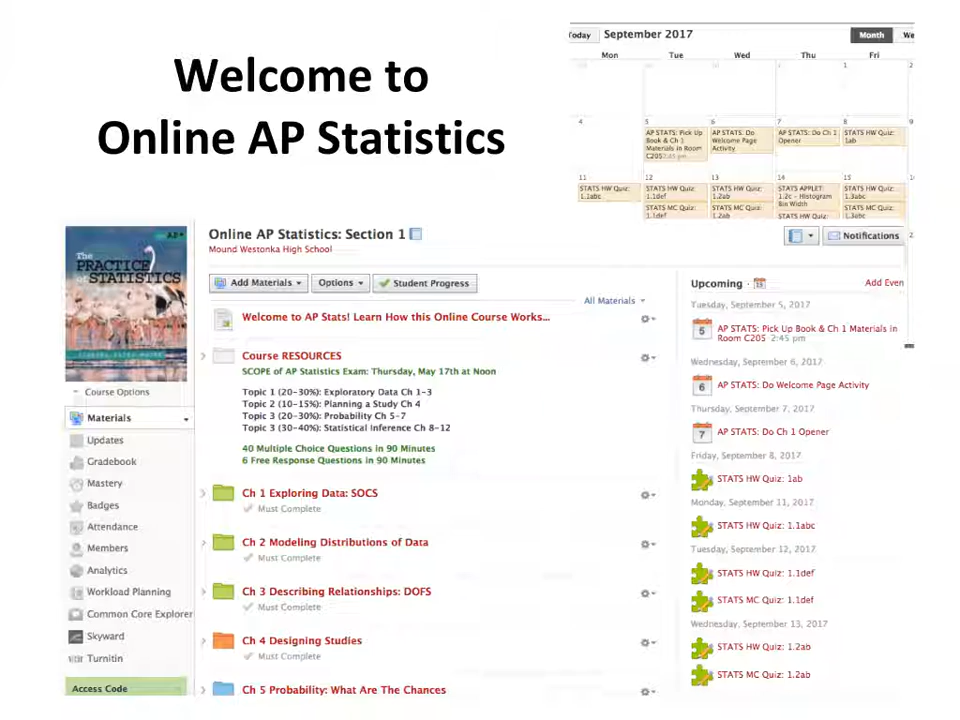 Welcome to
Online AP Statistics
Today September 2017 Month We
Mon Tue Wed Thu Fri
1 2
4 5 6 7 8 9
AP STATS: Pick Up Book & Ch 1 Materials in Room C205 2:45 pm
AP STATS: Do Welcome Page Activity
AP STATS: Do Ch 1 Opener
STATS HW Quiz: 1ab
11 12 13 14 15
STATS HW Quiz: 1.1abc
STATS HW Quiz: 1.1def
STATS HW Quiz: 1.2ab
STATS APPLET: 1.2c - Histogram Bin Width
STATS HW Quiz: 1.3abc
STATS MC Quiz: 1.1def
STATS MC Quiz: 1.2ab
STATS HW Quiz:
STATS MC Quiz: 1.2abc
AP*
The
PRACTICE
of STATISTICS
Course Options
Materials
Updates
Gradebook
Mastery
Badges
Attendance
Members
Analytics
Workload Planning
Common Core Explorer
Skyward
Turnitin
Access Code
Online AP Statistics: Section 1
Mound Westonka High School
Notifications
Add Materials Options Student Progress
All Materials
Welcome to AP Stats! Learn How this Online Course Works...
Course RESOURCES
SCOPE of AP Statistics Exam: Thursday, May 17th at Noon
Topic 1 (20-30%): Exploratory Data Ch 1-3
Topic 2 (10-15%): Planning a Study Ch 4
Topic 3 (20-30%): Probability Ch 5-7
Topic 3 (30-40%): Statistical Inference Ch 8-12
40 Multiple Choice Questions in 90 Minutes
6 Free Response Questions in 90 Minutes
Ch 1 Exploring Data: SOCS
Must Complete
Ch 2 Modeling Distributions of Data
Must Complete
Ch 3 Describing Relationships: DOFS
Must Complete
Ch 4 Designing Studies
Must Complete
Ch 5 Probability: What Are The Chances
Upcoming · Add Even
Tuesday, September 5, 2017
5 AP STATS: Pick Up Book & Ch 1 Materials in
Room C205 2:45 pm
Wednesday, September 6, 2017
6 AP STATS: Do Welcome Page Activity
Thursday, September 7, 2017
7 AP STATS: Do Ch 1 Opener
Friday, September 8, 2017
STATS HW Quiz: 1ab
Monday, September 11, 2017
STATS HW Quiz: 1.1abc
Tuesday, September 12, 2017
STATS HW Quiz: 1.1def
STATS MC Quiz: 1.1def
Wednesday, September 13, 2017
STATS HW Quiz: 1.2ab
STATS MC Quiz: 1.2ab